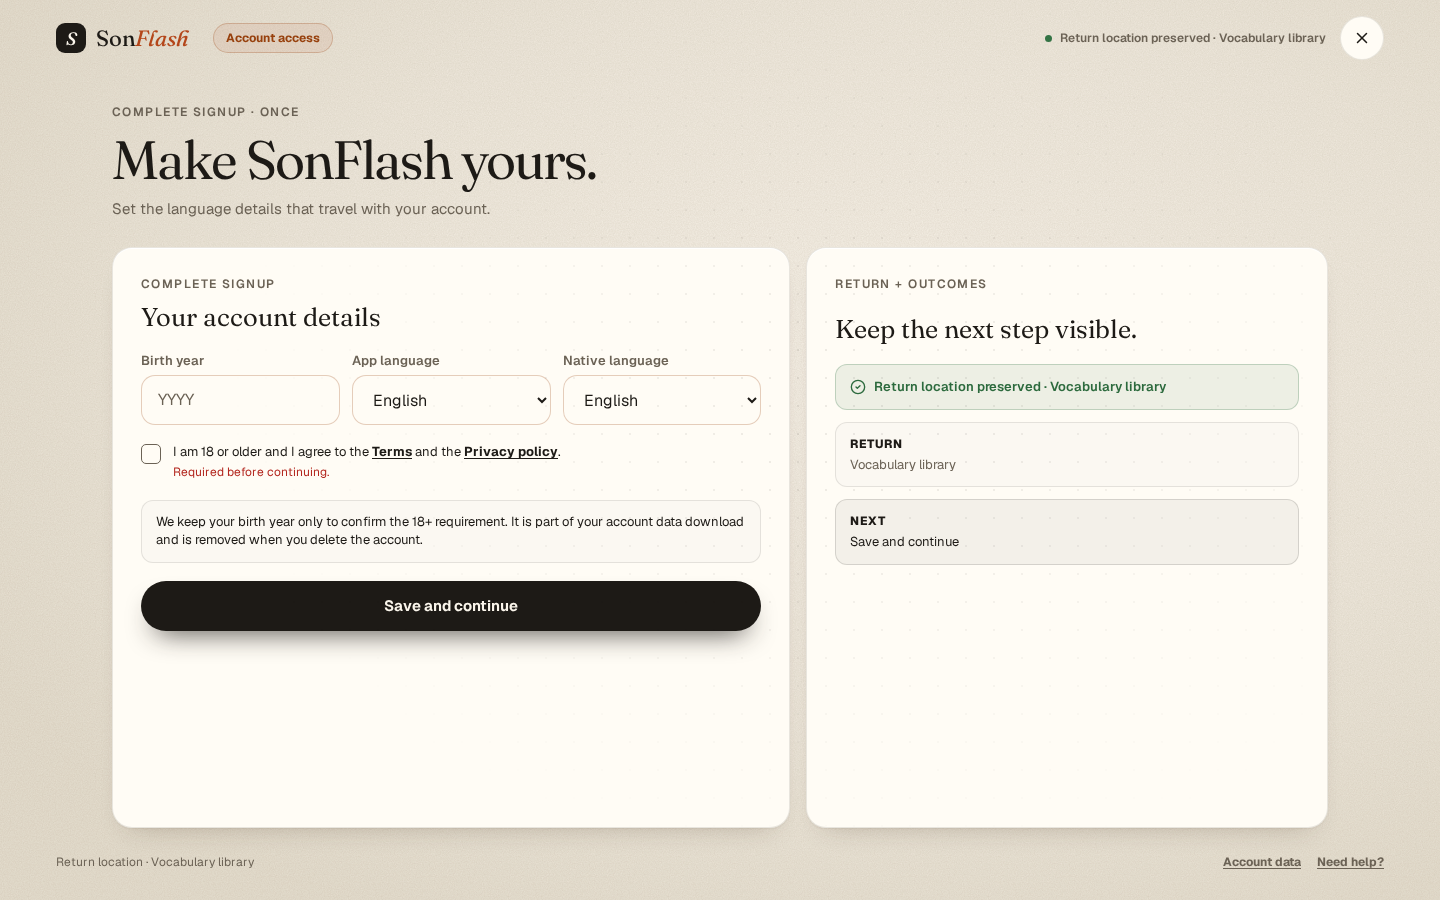 S SonFlash
Account access
Return location preserved · Vocabulary library
COMPLETE SIGNUP · ONCE
Make SonFlash yours.
Set the language details that travel with your account.
COMPLETE SIGNUP
Your account details
Birth year
App language
Native language
YYYY
English
English
I am 18 or older and I agree to the Terms and the Privacy policy.
Required before continuing.
We keep your birth year only to confirm the 18+ requirement. It is part of your account data download
and is removed when you delete the account.
Save and continue
RETURN + OUTCOMES
Keep the next step visible.
Return location preserved · Vocabulary library
RETURN
Vocabulary library
NEXT
Save and continue
Return location · Vocabulary library
Account data
Need help?